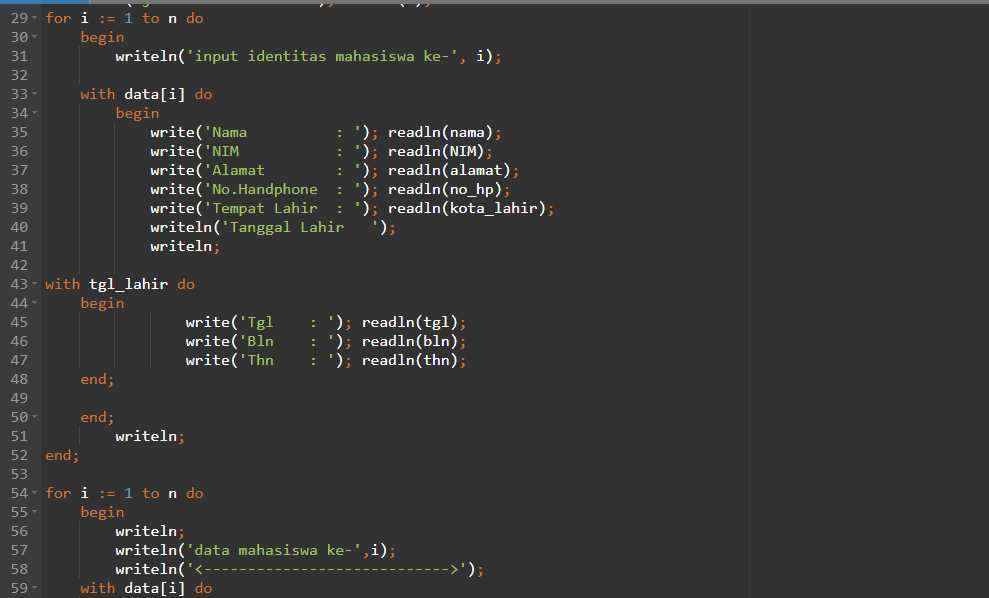 29 for i := 1 to n do
30     begin
31         writeln('input identitas mahasiswa ke-', i);
32
33     with data[i] do
34         begin
35             write('Nama          : '); readln(nama);
36             write('NIM           : '); readln(NIM);
37             write('Alamat        : '); readln(alamat);
38             write('No.Handphone  : '); readln(no_hp);
39             write('Tempat Lahir  : '); readln(kota_lahir);
40             writeln('Tanggal Lahir   ');
41             writeln;
42
43 with tgl_lahir do
44     begin
45                 write('Tgl    : '); readln(tgl);
46                 write('Bln    : '); readln(bln);
47                 write('Thn    : '); readln(thn);
48     end;
49
50     end;
51         writeln;
52 end;
53
54 for i := 1 to n do
55     begin
56         writeln;
57         writeln('data mahasiswa ke-',i);
58         writeln('<---------------------------->');
59     with data[i] do